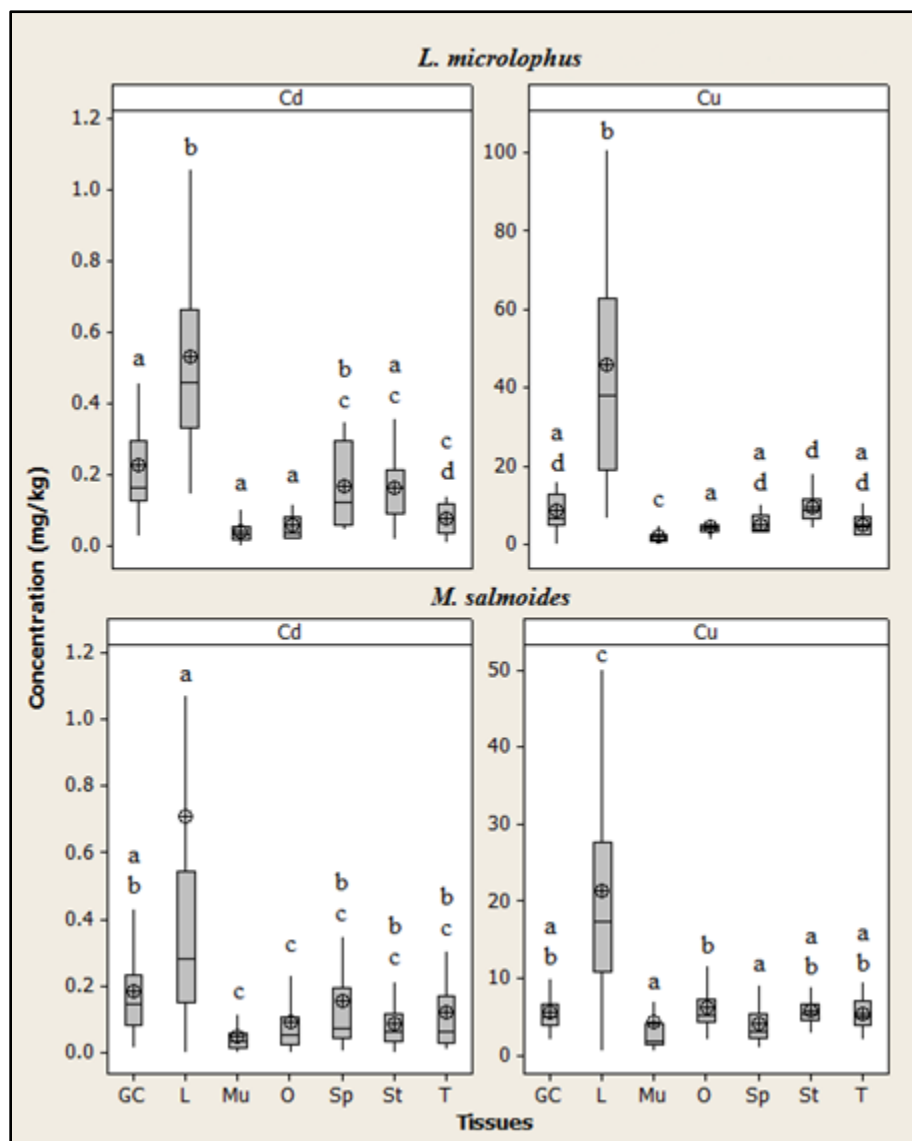 L. microlophus
Cd
Cu
1.2
1.0
0.8
0.6
0.4
0.2
0.0
a
b
a
a
b
c
a
c
c
d
100
80
60
40
20
0
a
d
b
c
a
a
d
d
a
d
Concentration (mg/kg)
M. salmoides
Cd
Cu
1.2
1.0
0.8
0.6
0.4
0.2
0.0
a
b
a
c
c
b
c
b
c
b
c
50
40
30
20
10
0
a
b
c
a
b
a
a
b
a
b
GC L Mu O Sp St T
GC L Mu O Sp St T
Tissues